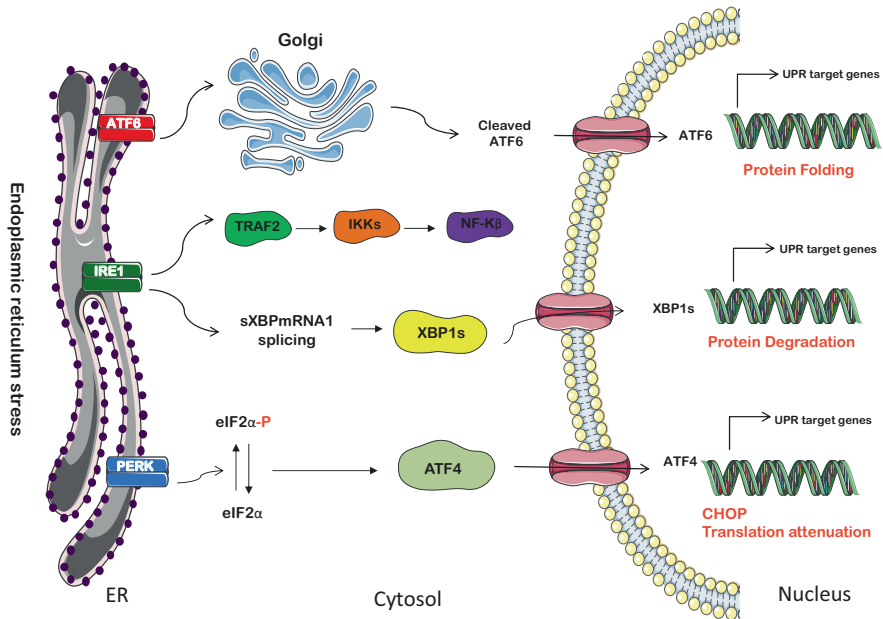 Endoplasmic reticulum stress
Golgi
ATF6
Cleaved
ATF6
ATF6
UPR target genes
Protein Folding
TRAF2
IKKs
NF-Kβ
IRE1
sXBPmRNA1
splicing
XBP1s
XBP1s
UPR target genes
Protein Degradation
eIF2α-P
PERK
eIF2α
ATF4
ATF4
UPR target genes
CHOP
Translation attenuation
ER
Cytosol
Nucleus